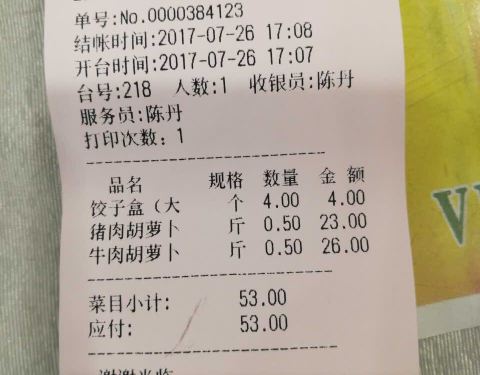 单号:No.0000384123
结帐时间:2017-07-26 17:08
开台时间:2017-07-26 17:07
台号:218 人数:1 收银员:陈丹
服务员:陈丹
打印次数: 1
品名 规格 数量 金 额
饺子盒（大 个 4.00 4.00
猪肉胡萝卜 斤 0.50 23.00
牛肉胡萝卜 斤 0.50 26.00
菜目小计: 53.00
应付: 53.00
谢谢光临